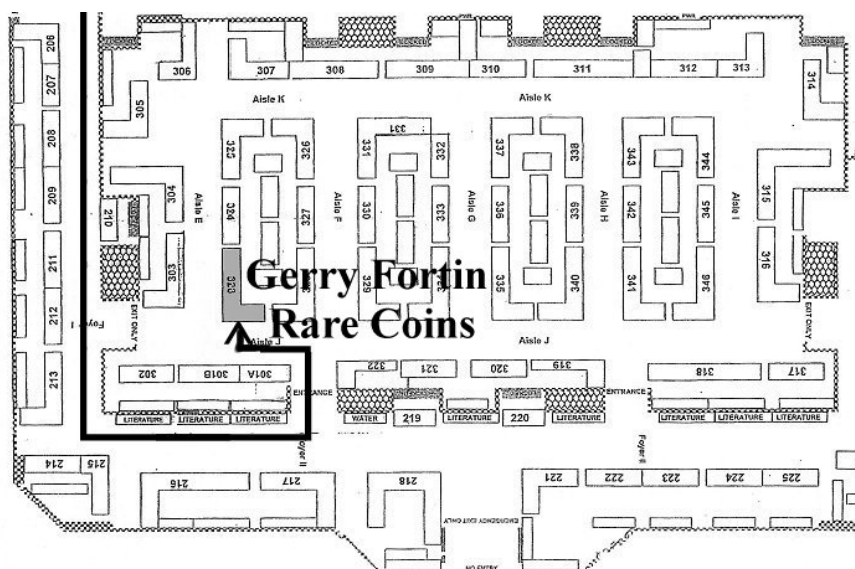 PWR
PWR
206
207
208
209
210
211
212
213
306
307
308
309
310
311
312
313
314
305
Aisle K
Aisle K
325
326
331
331
332
337
338
343
344
304
315
Aisle E
324
327
Aisle F
330
333
Aisle G
336
339
Aisle H
342
345
Aisle I
303
316
323
329
335
340
341
346
Gerry Fortin
Rare Coins
EXIT ONLY
EXIT ONLY
Foyer I
Aisle J
Aisle J
302
301B
301A
322
321
320
319
318
317
ENTRANCE
ENTRANCE
LITERATURE
LITERATURE
LITERATURE
WATER
219
LITERATURE
220
LITERATURE
LITERATURE
LITERATURE
LITERATURE
Foyer II
Foyer II
214
215
216
217
218
221
222
223
224
225
EMERGENCY EXIT ONLY